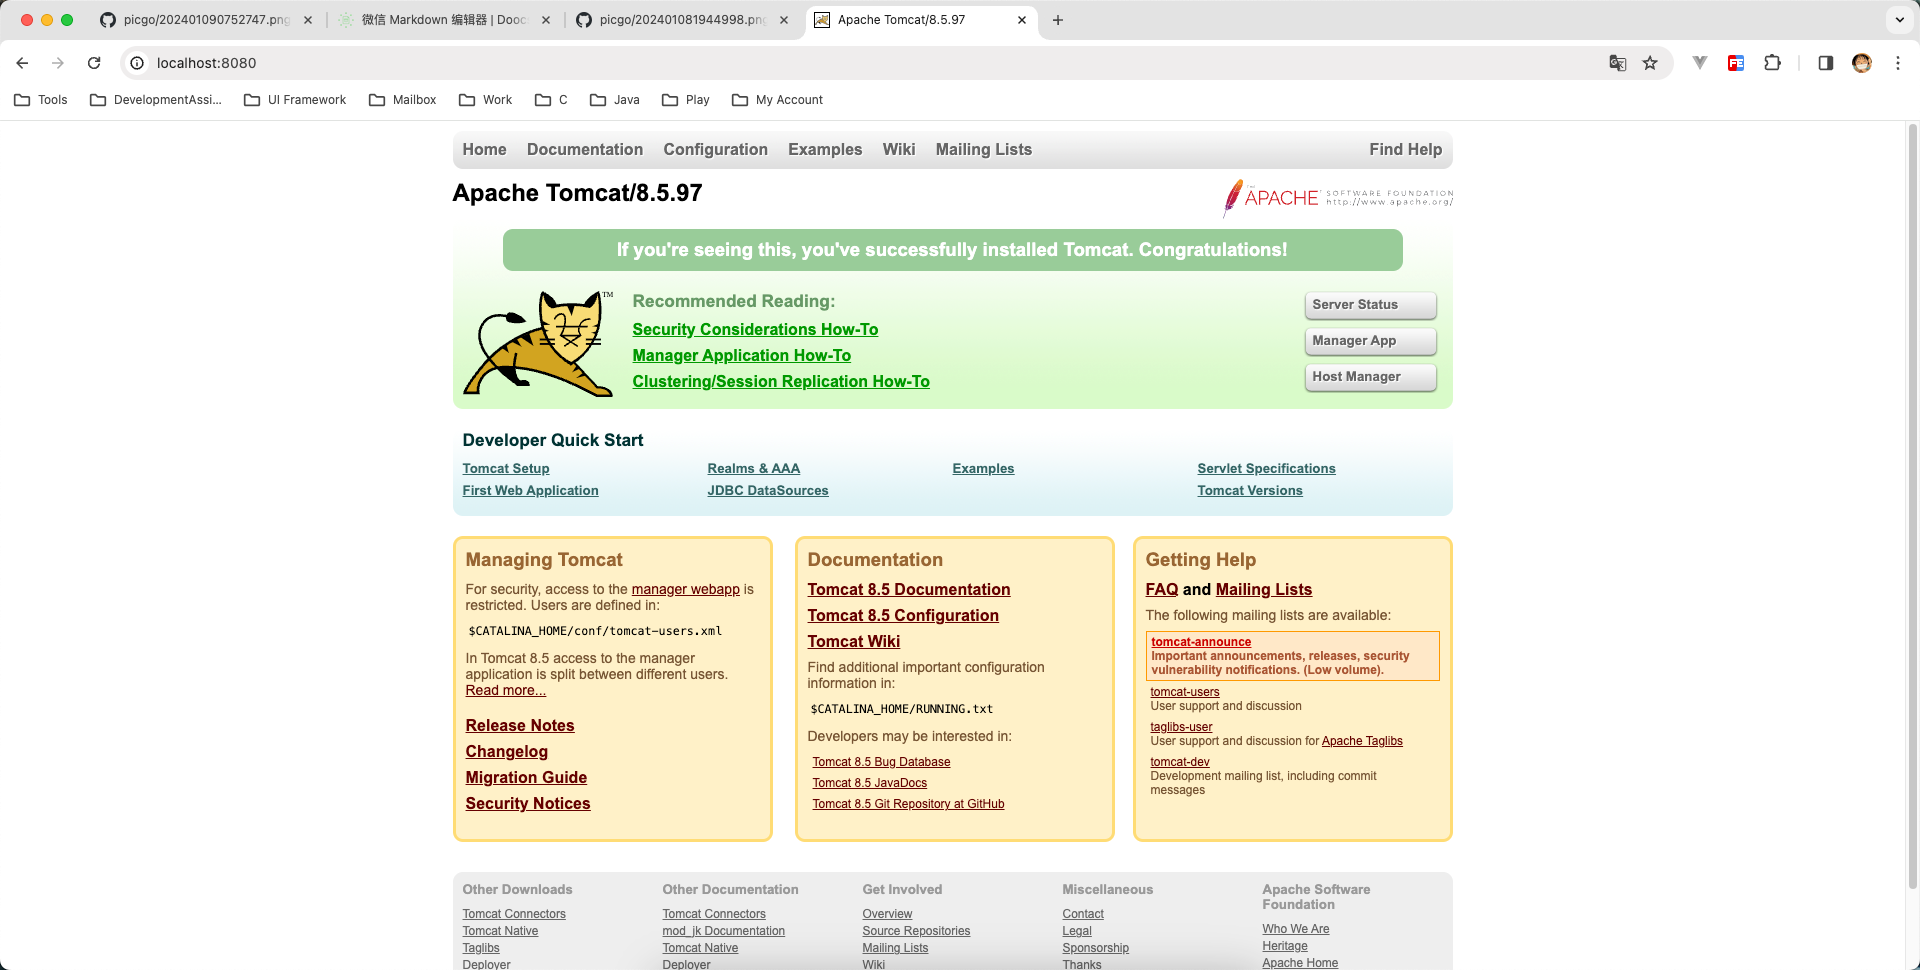 picgo/202401090752747.png
微信 Markdown 编辑器 | Dooc
picgo/202401081944998.png
Apache Tomcat/8.5.97
localhost:8080
Tools
DevelopmentAssi...
UI Framework
Mailbox
Work
C
Java
Play
My Account
Home Documentation Configuration Examples Wiki Mailing Lists Find Help
Apache Tomcat/8.5.97
THE APACHE SOFTWARE FOUNDATION
http://www.apache.org/
If you're seeing this, you've successfully installed Tomcat. Congratulations!
TM
Recommended Reading:
Security Considerations How-To
Manager Application How-To
Clustering/Session Replication How-To
Server Status
Manager App
Host Manager
Developer Quick Start
Tomcat Setup
First Web Application
Realms & AAA
JDBC DataSources
Examples
Servlet Specifications
Tomcat Versions
Managing Tomcat
For security, access to the manager webapp is
restricted. Users are defined in:
$CATALINA_HOME/conf/tomcat-users.xml
In Tomcat 8.5 access to the manager
application is split between different users.
Read more...
Release Notes
Changelog
Migration Guide
Security Notices
Documentation
Tomcat 8.5 Documentation
Tomcat 8.5 Configuration
Tomcat Wiki
Find additional important configuration
information in:
$CATALINA_HOME/RUNNING.txt
Developers may be interested in:
Tomcat 8.5 Bug Database
Tomcat 8.5 JavaDocs
Tomcat 8.5 Git Repository at GitHub
Getting Help
FAQ and Mailing Lists
The following mailing lists are available:
tomcat-announce
Important announcements, releases, security
vulnerability notifications. (Low volume).
tomcat-users
User support and discussion
taglibs-user
User support and discussion for Apache Taglibs
tomcat-dev
Development mailing list, including commit
messages
Other Downloads
Tomcat Connectors
Tomcat Native
Taglibs
Deployer
Other Documentation
Tomcat Connectors
mod_jk Documentation
Tomcat Native
Deployer
Get Involved
Overview
Source Repositories
Mailing Lists
Wiki
Miscellaneous
Contact
Legal
Sponsorship
Thanks
Apache Software
Foundation
Who We Are
Heritage
Apache Home